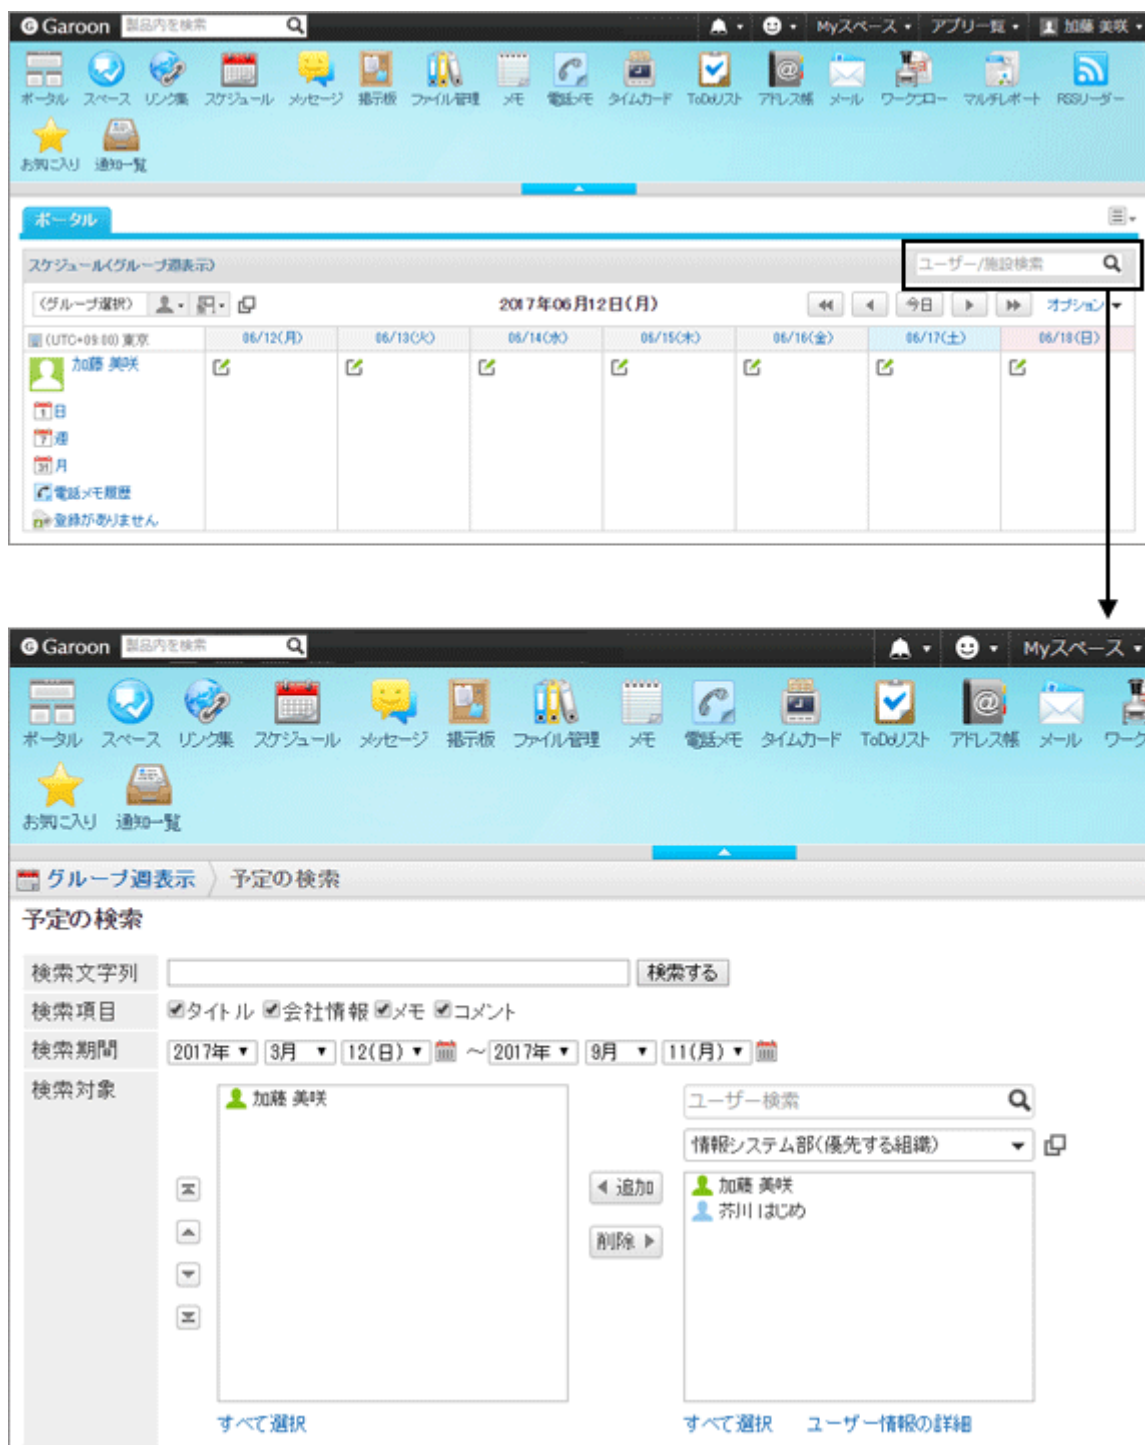 Garoon 製品内を検索 Myスペース アプリ一覧 加藤 美咲
ポータル スペース リンク集 スケジュール メッセージ 掲示板 ファイル管理 メモ 電話メモ タイムカード ToDoリスト アドレス帳 メール ワークフロー マルチレポート RSSリーダー
お気に入り 通知一覧
ポータル
スケジュール(グループ週表示) ユーザー/施設検索
(グループ選択) 2017年06月12日(月) 今日 オプション
(UTC+09:00) 東京 06/12(月) 06/13(火) 06/14(水) 06/15(木) 06/16(金) 06/17(土) 06/18(日)
加藤 美咲
1 日
7 週
31 月
電話メモ履歴
登録がありません
Garoon 製品内を検索 Myスペース
ポータル スペース リンク集 スケジュール メッセージ 掲示板 ファイル管理 メモ 電話メモ タイムカード ToDoリスト アドレス帳 メール ワーク
お気に入り 通知一覧
グループ週表示 予定の検索
予定の検索
検索文字列 検索する
検索項目 タイトル 会社情報 メモ コメント
検索期間 2017年 3月 12(日) ~ 2017年 9月 11(月)
検索対象 加藤 美咲 ユーザー検索
情報システム部(優先する組織)
追加 加藤 美咲
芥川 はじめ
削除
すべて選択 すべて選択 ユーザー情報の詳細